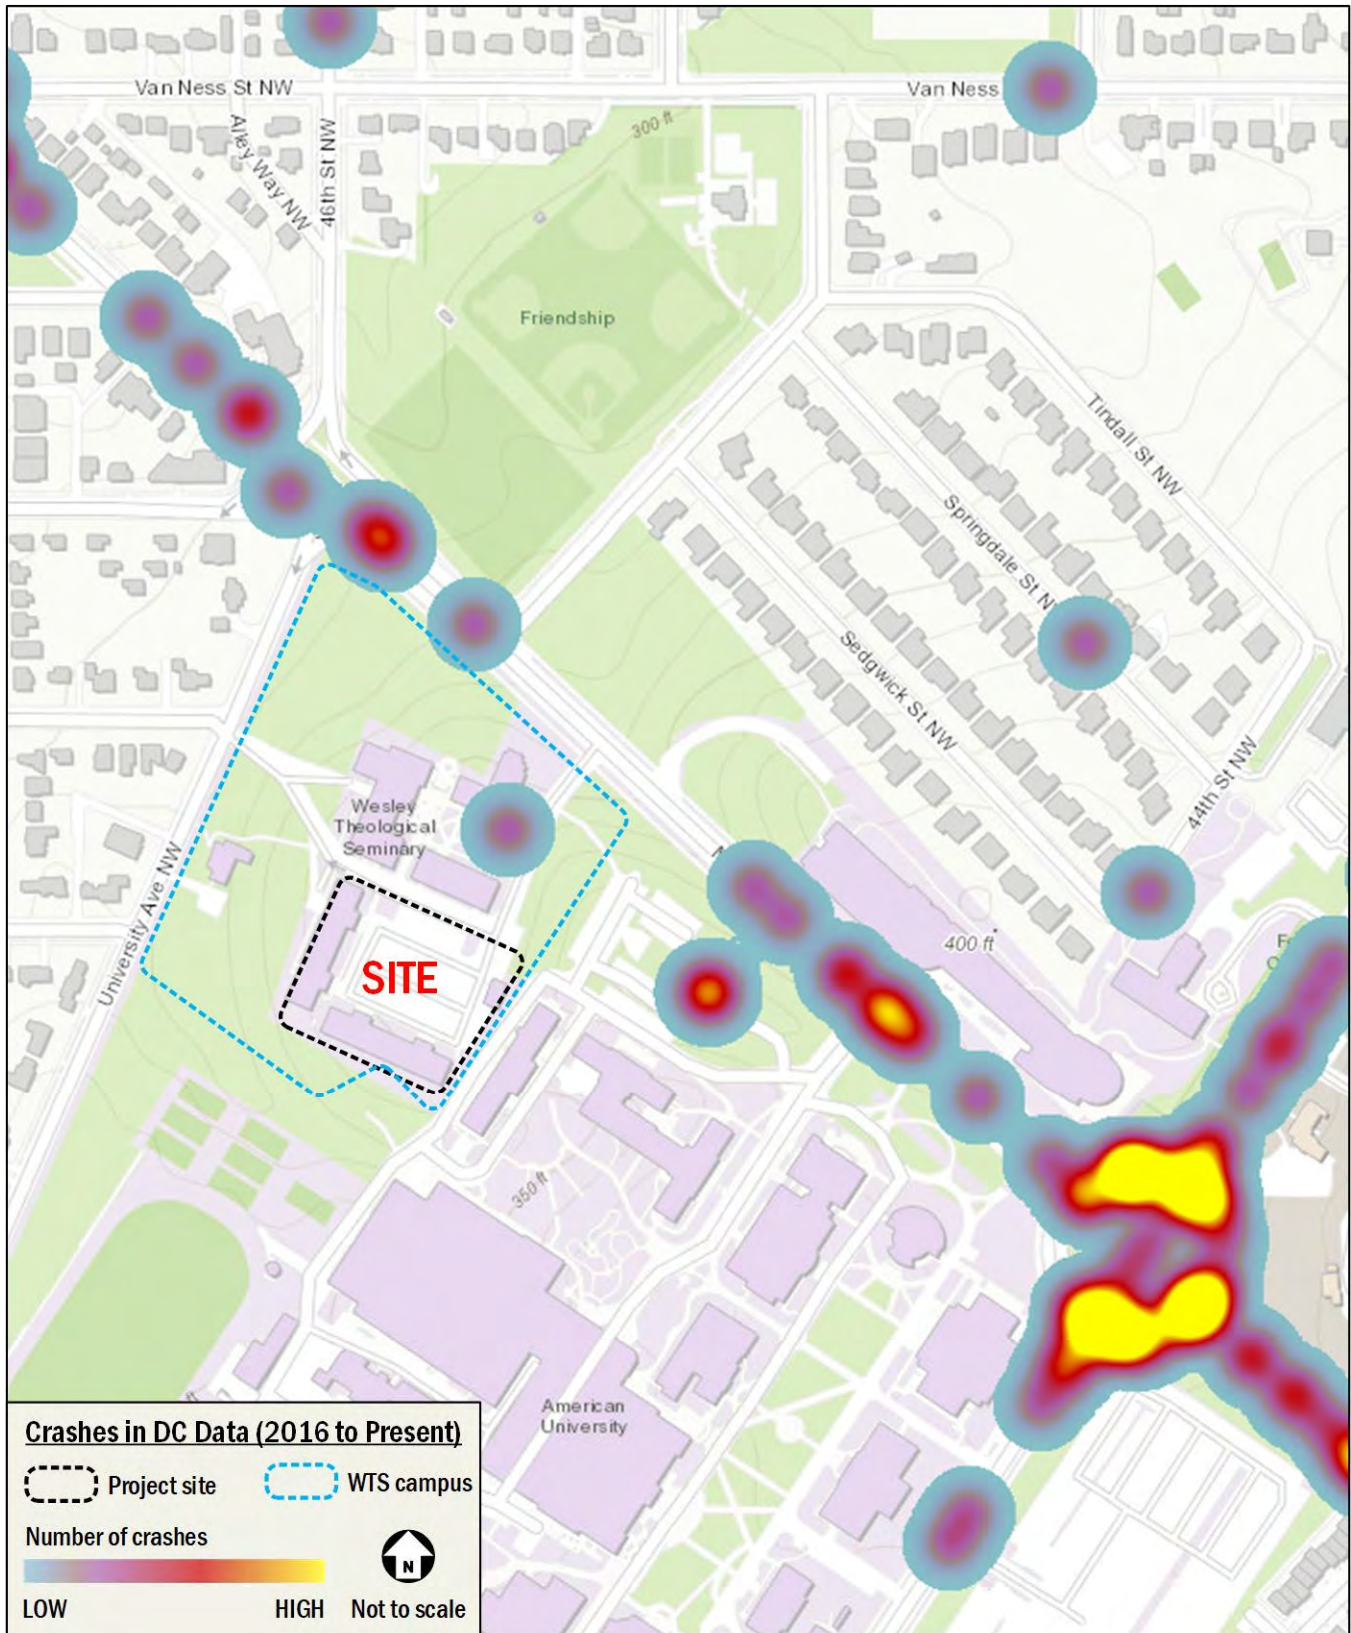 Van Ness St NW
Van Ness
Alley Way NW
46th St NW
300 ft
Friendship
Tindall St NW
Springdale St N
Sedgwick St NW
44th St NW
Wesley
Theological
Seminary
University Ave NW
SITE
400 ft
350 ft
American
University
Crashes in DC Data (2016 to Present)
Project site
WTS campus
Number of crashes
LOW
HIGH
N
Not to scale